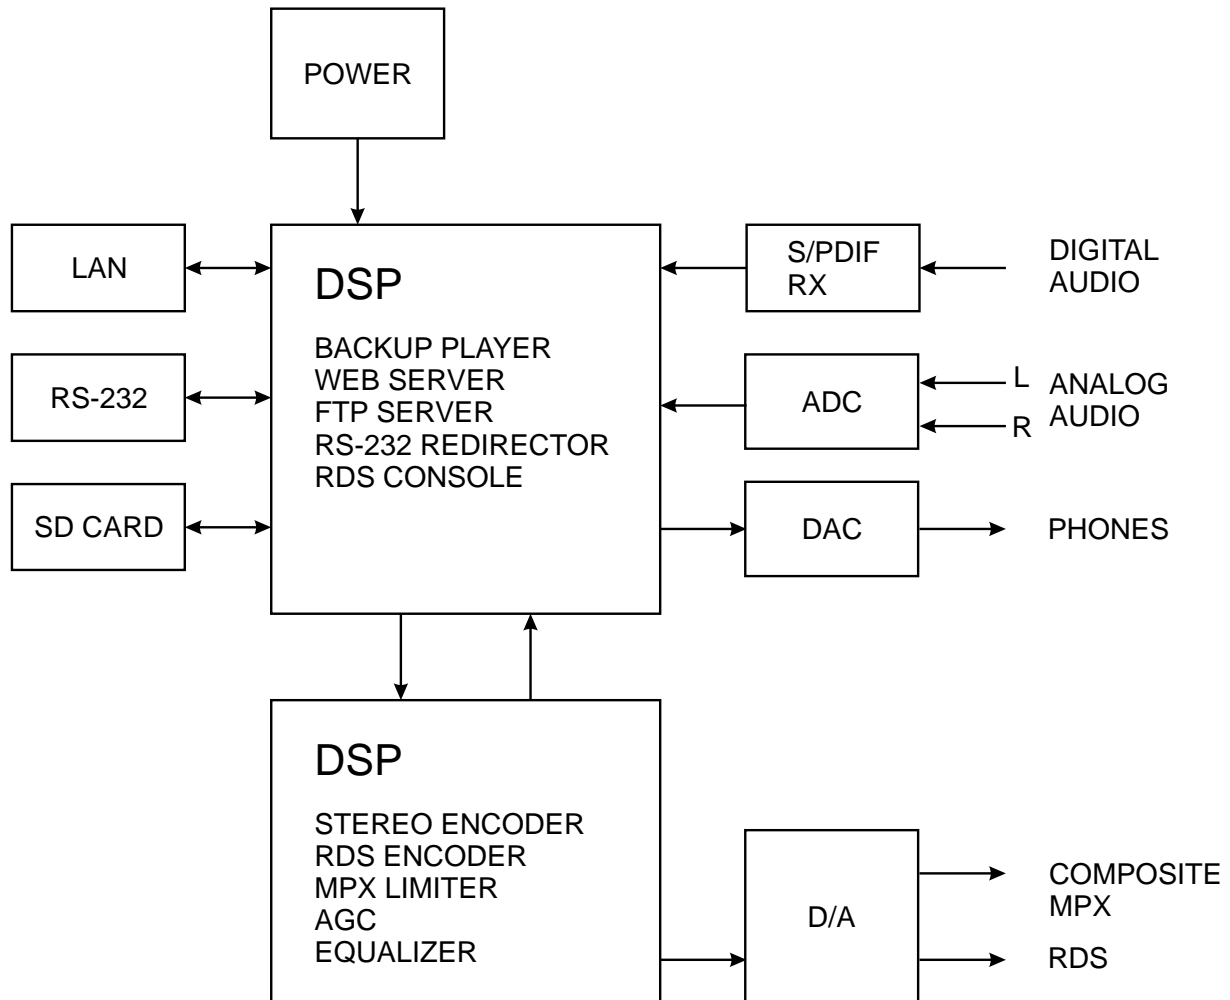 POWER
LAN
RS-232
SD CARD
DSP
BACKUP PLAYER
WEB SERVER
FTP SERVER
RS-232 REDIRECTOR
RDS CONSOLE
S/PDIF
RX
DIGITAL
AUDIO
ADC
L
R
ANALOG
AUDIO
DAC
PHONES
DSP
STEREO ENCODER
RDS ENCODER
MPX LIMITER
AGC
EQUALIZER
D/A
COMPOSITE
MPX
RDS